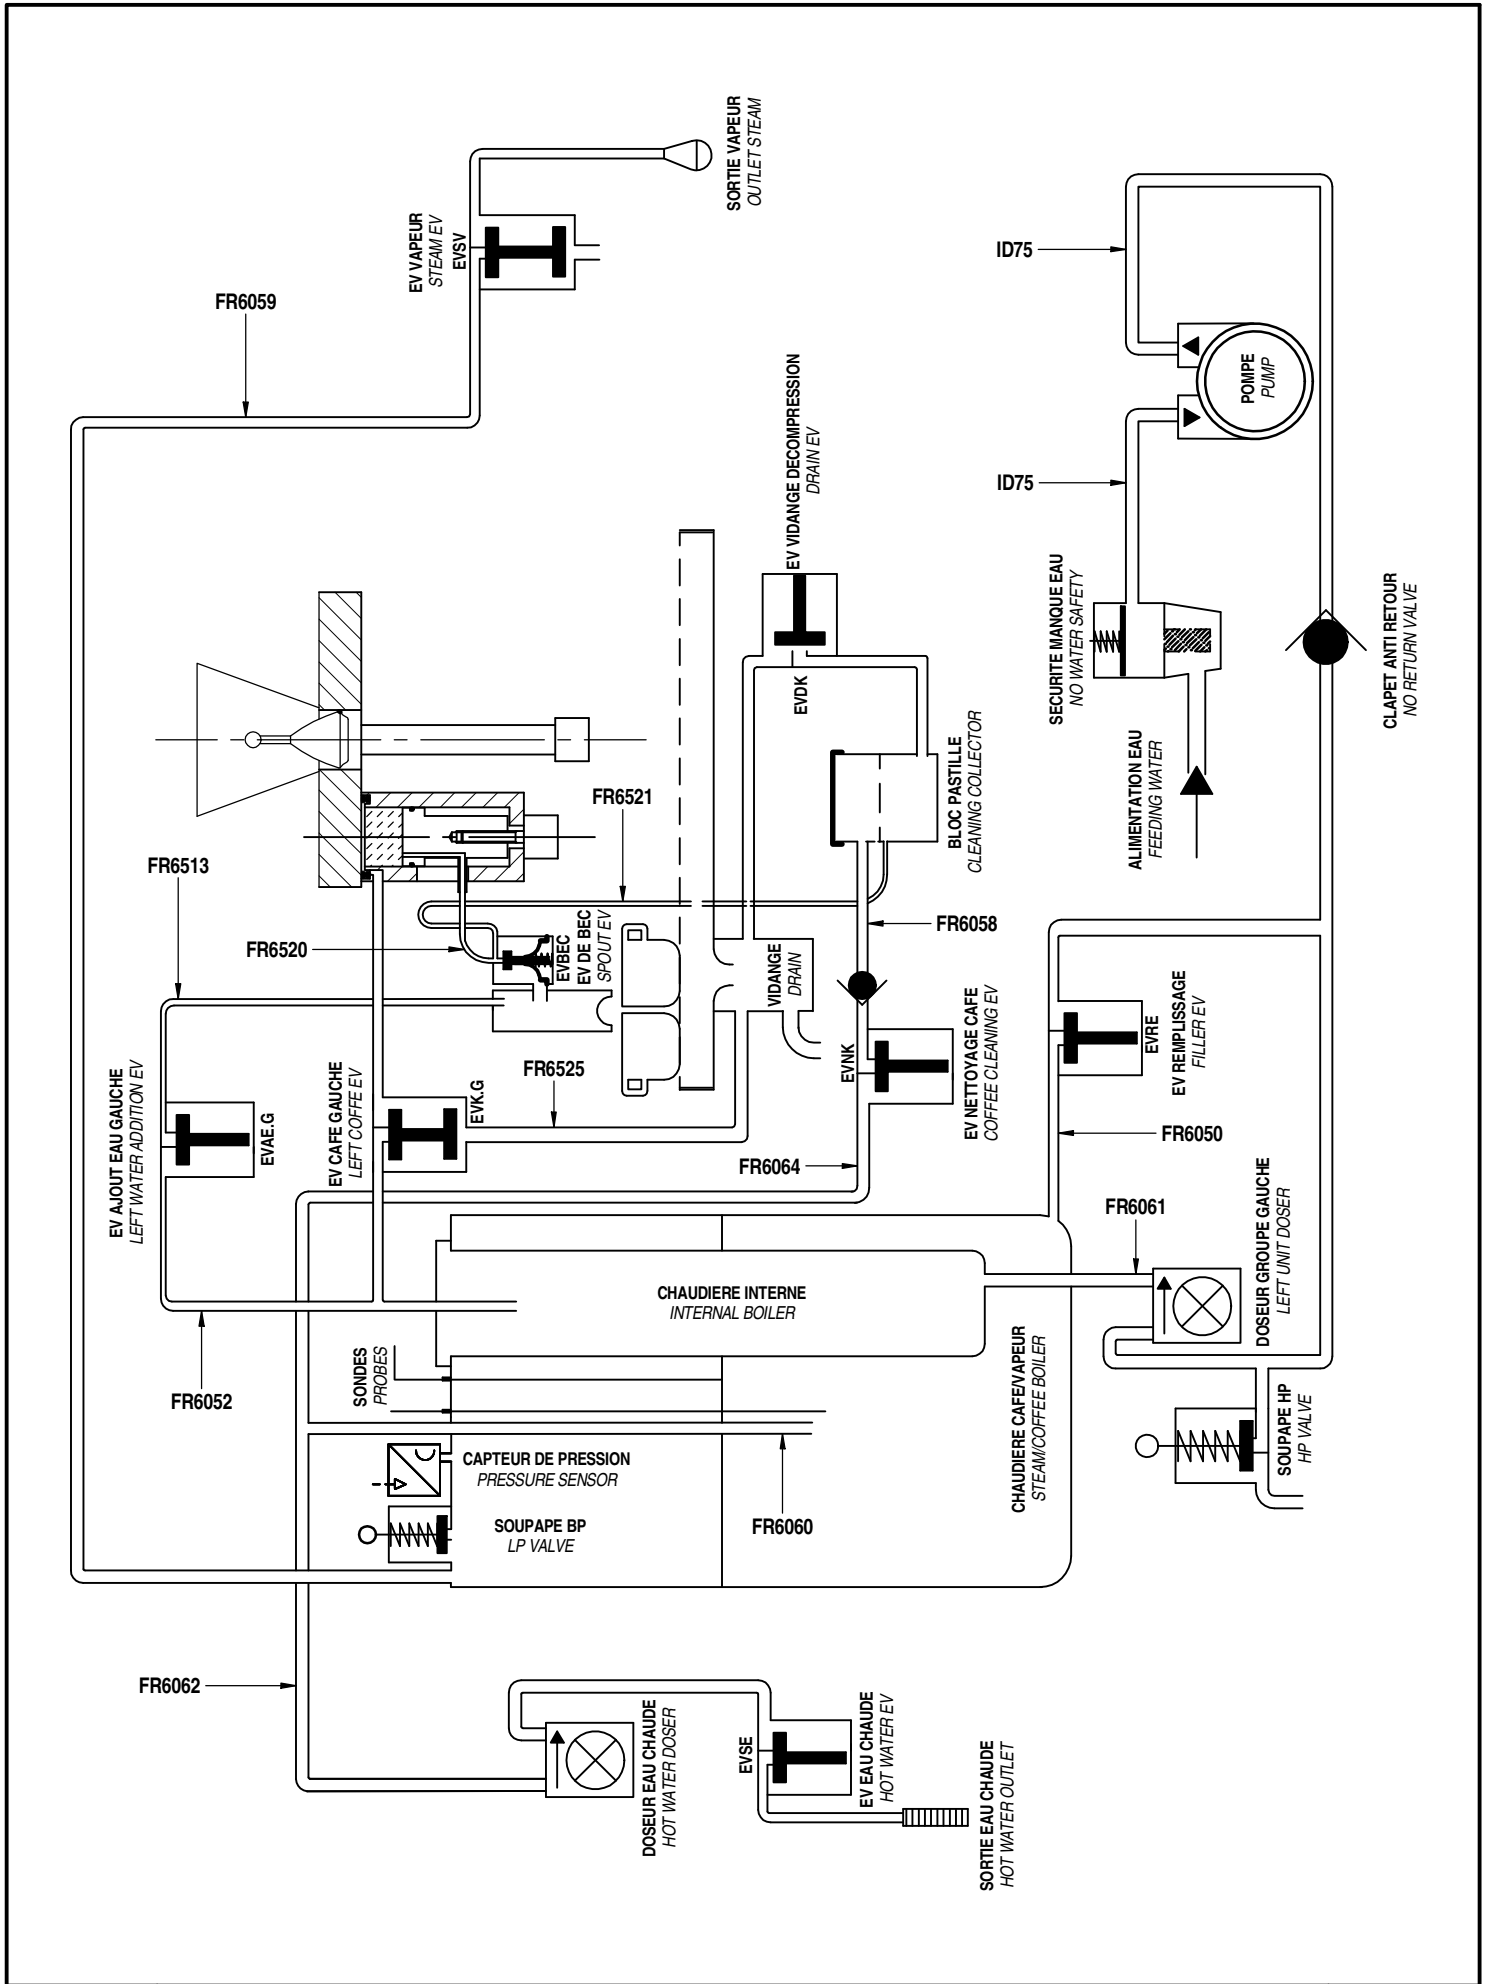 SORTIE VAPEUR
OUTLET STEAM
EV VAPEUR
STEAM EV
EVSV
FR6059
ID75
POMPE
PUMP
ID75
EV VIDANGE DECOMPRESSION
DRAIN EV
EVDK
SECURITE MANQUE EAU
NO WATER SAFETY
CLAPET ANTI RETOUR
NO RETURN VALVE
ALIMENTATION EAU
FEEDING WATER
BLOC PASTILLE
CLEANING COLLECTOR
FR6521
FR6513
FR6520
EVBEC
EV DE BEC
SPOUT EV
FR6058
VIDANGE
DRAIN
EVNK
EV NETTOYAGE CAFE
COFFEE CLEANING EV
EVRE
EV REMPLISSAGE
FILLER EV
FR6525
EV AJOUT EAU GAUCHE
LEFT WATER ADDITION EV
EVAE.G
EV CAFE GAUCHE
LEFT COFFE EV
EVK.G
FR6064
FR6050
FR6061
DOSEUR GROUPE GAUCHE
LEFT UNIT DOSER
CHAUDIERE INTERNE
INTERNAL BOILER
FR6052
SONDES
PROBES
CHAUDIERE CAFE/VAPEUR
STEAM/COFFEE BOILER
SOUPAPE HP
HP VALVE
CAPTEUR DE PRESSION
PRESSURE SENSOR
SOUPAPE BP
LP VALVE
FR6060
FR6062
DOSEUR EAU CHAUDE
HOT WATER DOSER
EVSE
EV EAU CHAUDE
HOT WATER EV
SORTIE EAU CHAUDE
HOT WATER OUTLET